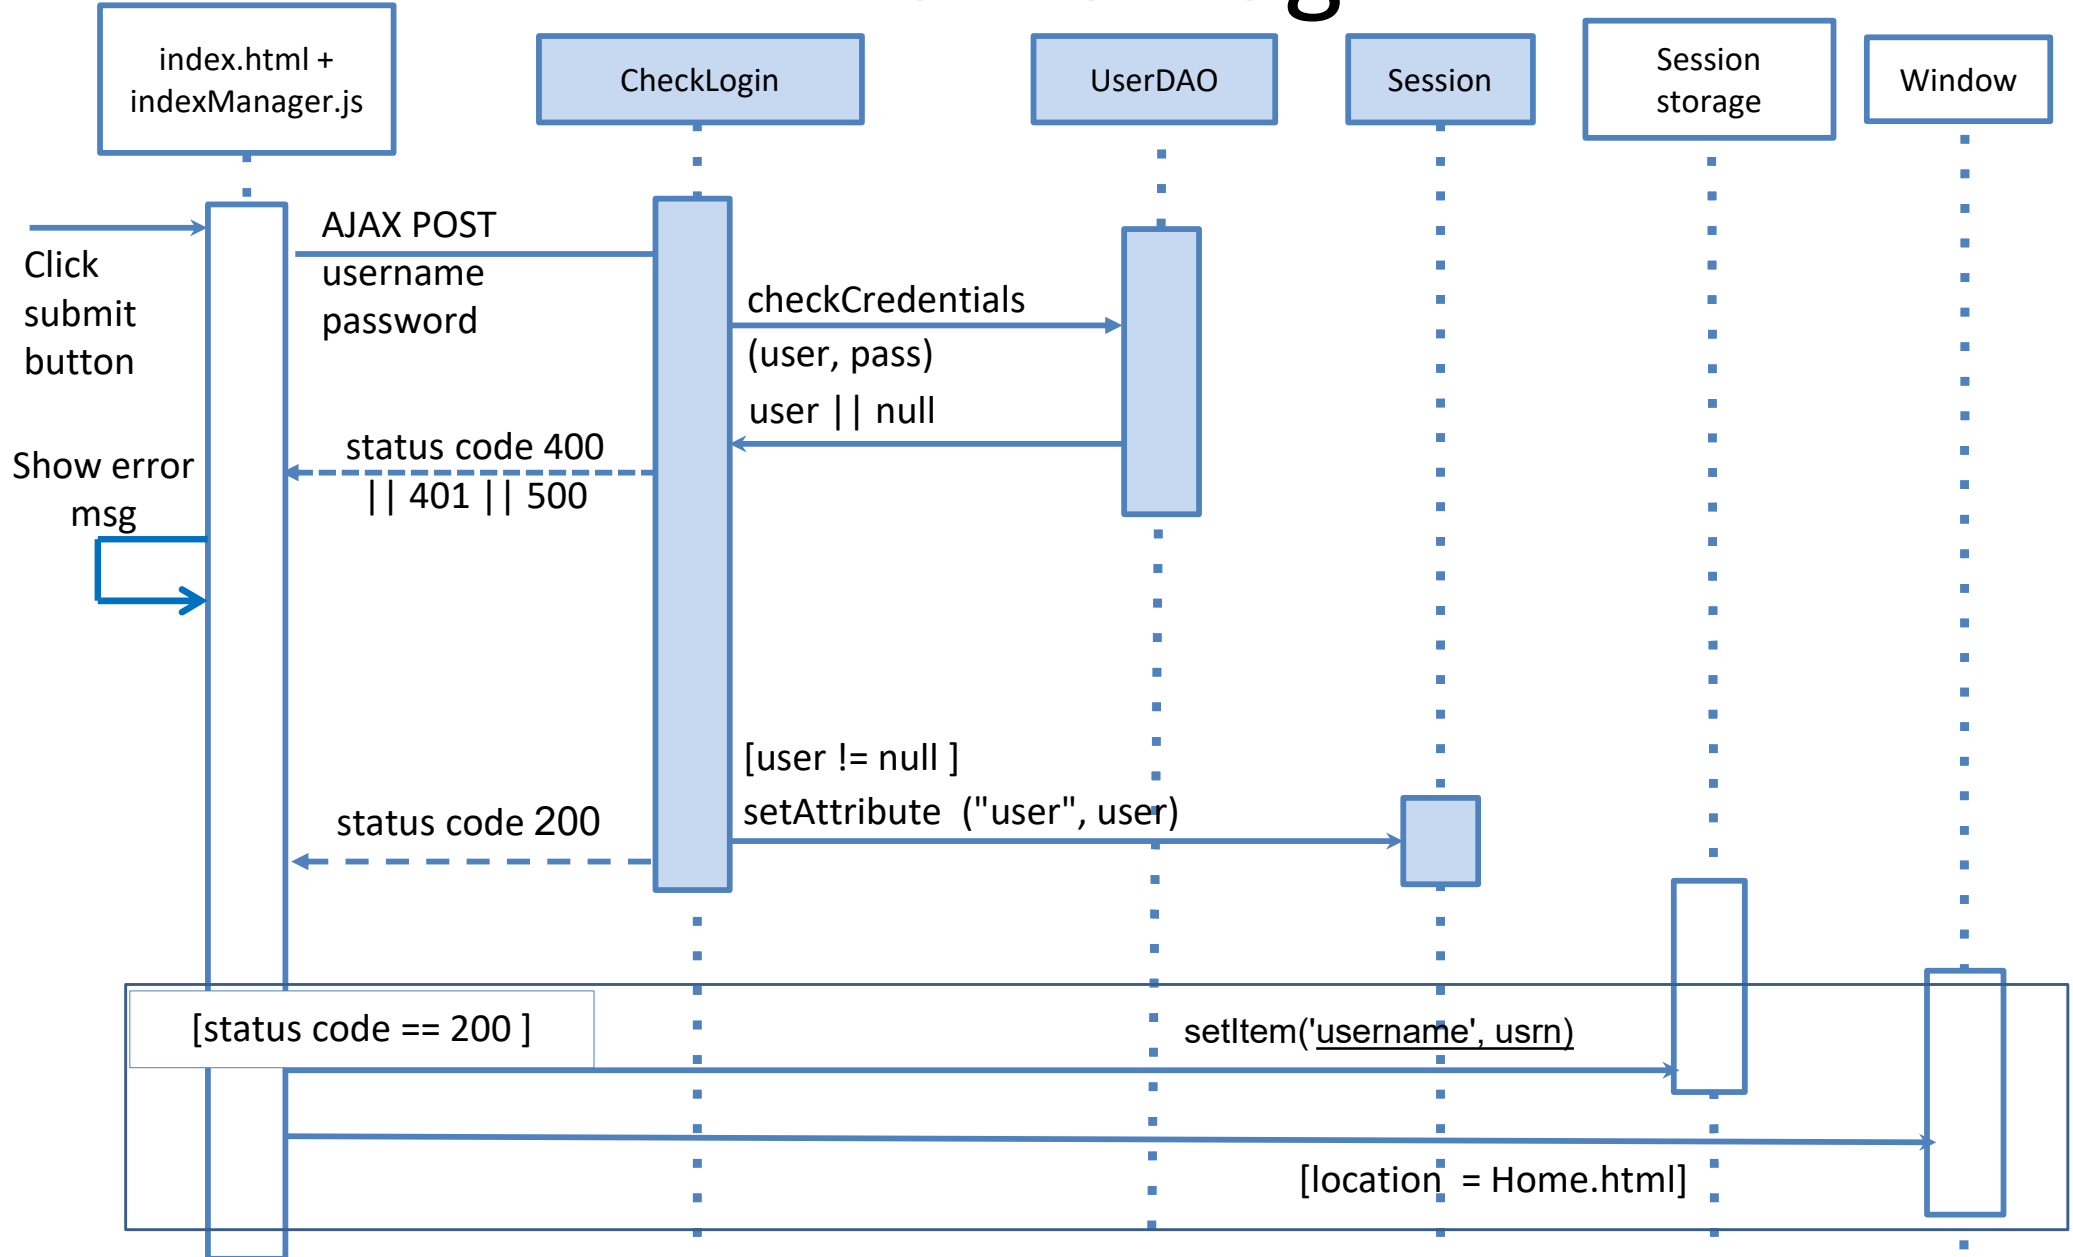 index.html +
indexManager.js
CheckLogin
UserDAO
Session
Session
storage
Window
Click
submit
button
AJAX POST
username
password
checkCredentials
(user, pass)
user || null
status code 400
|| 401 || 500
Show error
msg
[user != null ]
setAttribute  ("user", user)
status code 200
[status code == 200 ]
setItem('username', usrn)
[location  = Home.html]